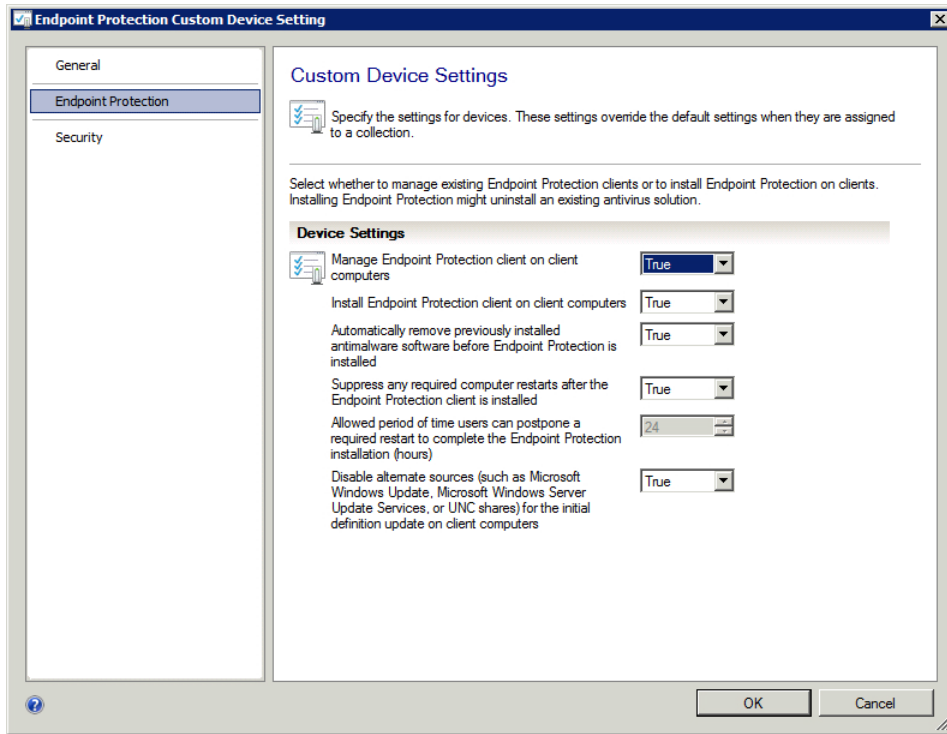 Endpoint Protection Custom Device Setting
General
Endpoint Protection
Security
Custom Device Settings
Specify the settings for devices. These settings override the default settings when they are assigned
to a collection.
Select whether to manage existing Endpoint Protection clients or to install Endpoint Protection on clients.
Installing Endpoint Protection might uninstall an existing antivirus solution.
Device Settings
Manage Endpoint Protection client on client
computers
True
Install Endpoint Protection client on client computers
True
Automatically remove previously installed
antimalware software before Endpoint Protection is
installed
True
Suppress any required computer restarts after the
Endpoint Protection client is installed
True
Allowed period of time users can postpone a
required restart to complete the Endpoint Protection
installation (hours)
24
Disable alternate sources (such as Microsoft
Windows Update, Microsoft Windows Server
Update Services, or UNC shares) for the initial
definition update on client computers
True
OK
Cancel